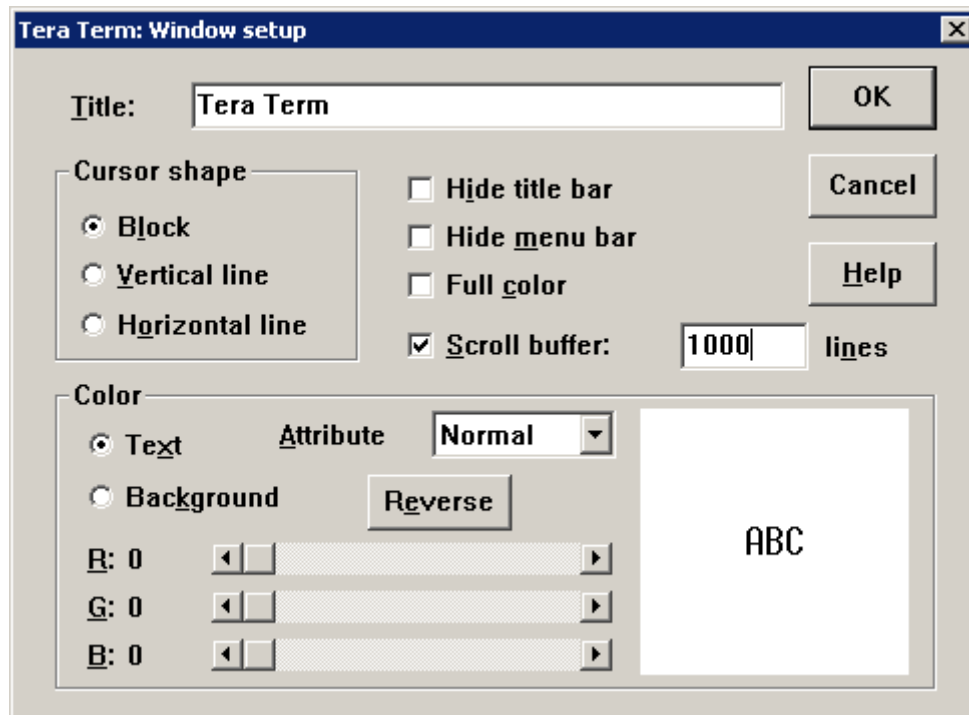 Tera Term: Window setup
Title: Tera Term
OK
Cursor shape
Block
Vertical line
Horizontal line
Hide title bar
Hide menu bar
Full color
Scroll buffer: 1000 lines
Cancel
Help
Color
Text
Attribute Normal
Background
Reverse
R: 0
G: 0
B: 0
ABC